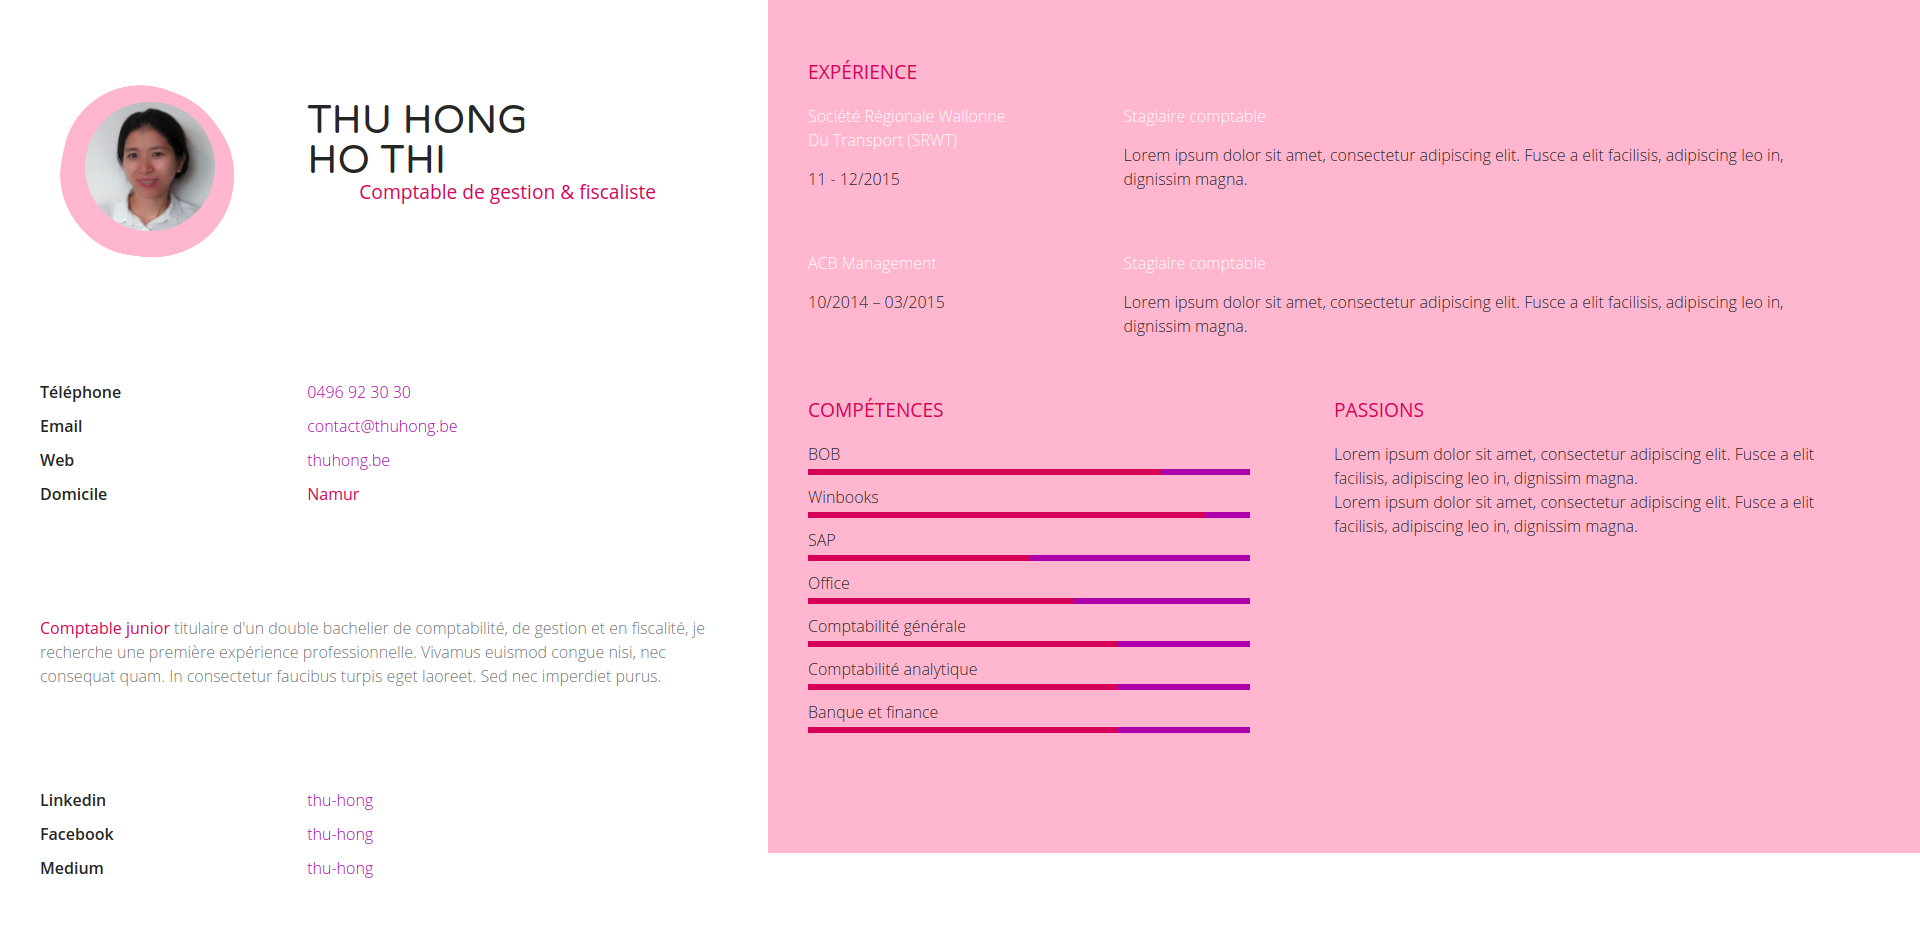 THU HONG
HO THI
Comptable de gestion & fiscaliste
Téléphone
0496 92 30 30
Email
contact@thuhong.be
Web
thuhong.be
Domicile
Namur
Comptable junior titulaire d'un double bachelier de comptabilité, de gestion et en fiscalité, je
recherche une première expérience professionnelle. Vivamus euismod congue nisi, nec
consequat quam. In consectetur faucibus turpis eget laoreet. Sed nec imperdiet purus.
Linkedin
thu-hong
Facebook
thu-hong
Medium
thu-hong
EXPÉRIENCE
Société Régionale Wallonne
Du Transport (SRWT)
11 - 12/2015
Stagiaire comptable
Lorem ipsum dolor sit amet, consectetur adipiscing elit. Fusce a elit facilisis, adipiscing leo in,
dignissim magna.
ACB Management
10/2014 – 03/2015
Stagiaire comptable
Lorem ipsum dolor sit amet, consectetur adipiscing elit. Fusce a elit facilisis, adipiscing leo in,
dignissim magna.
COMPÉTENCES
BOB
Winbooks
SAP
Office
Comptabilité générale
Comptabilité analytique
Banque et finance
PASSIONS
Lorem ipsum dolor sit amet, consectetur adipiscing elit. Fusce a elit
facilisis, adipiscing leo in, dignissim magna.
Lorem ipsum dolor sit amet, consectetur adipiscing elit. Fusce a elit
facilisis, adipiscing leo in, dignissim magna.